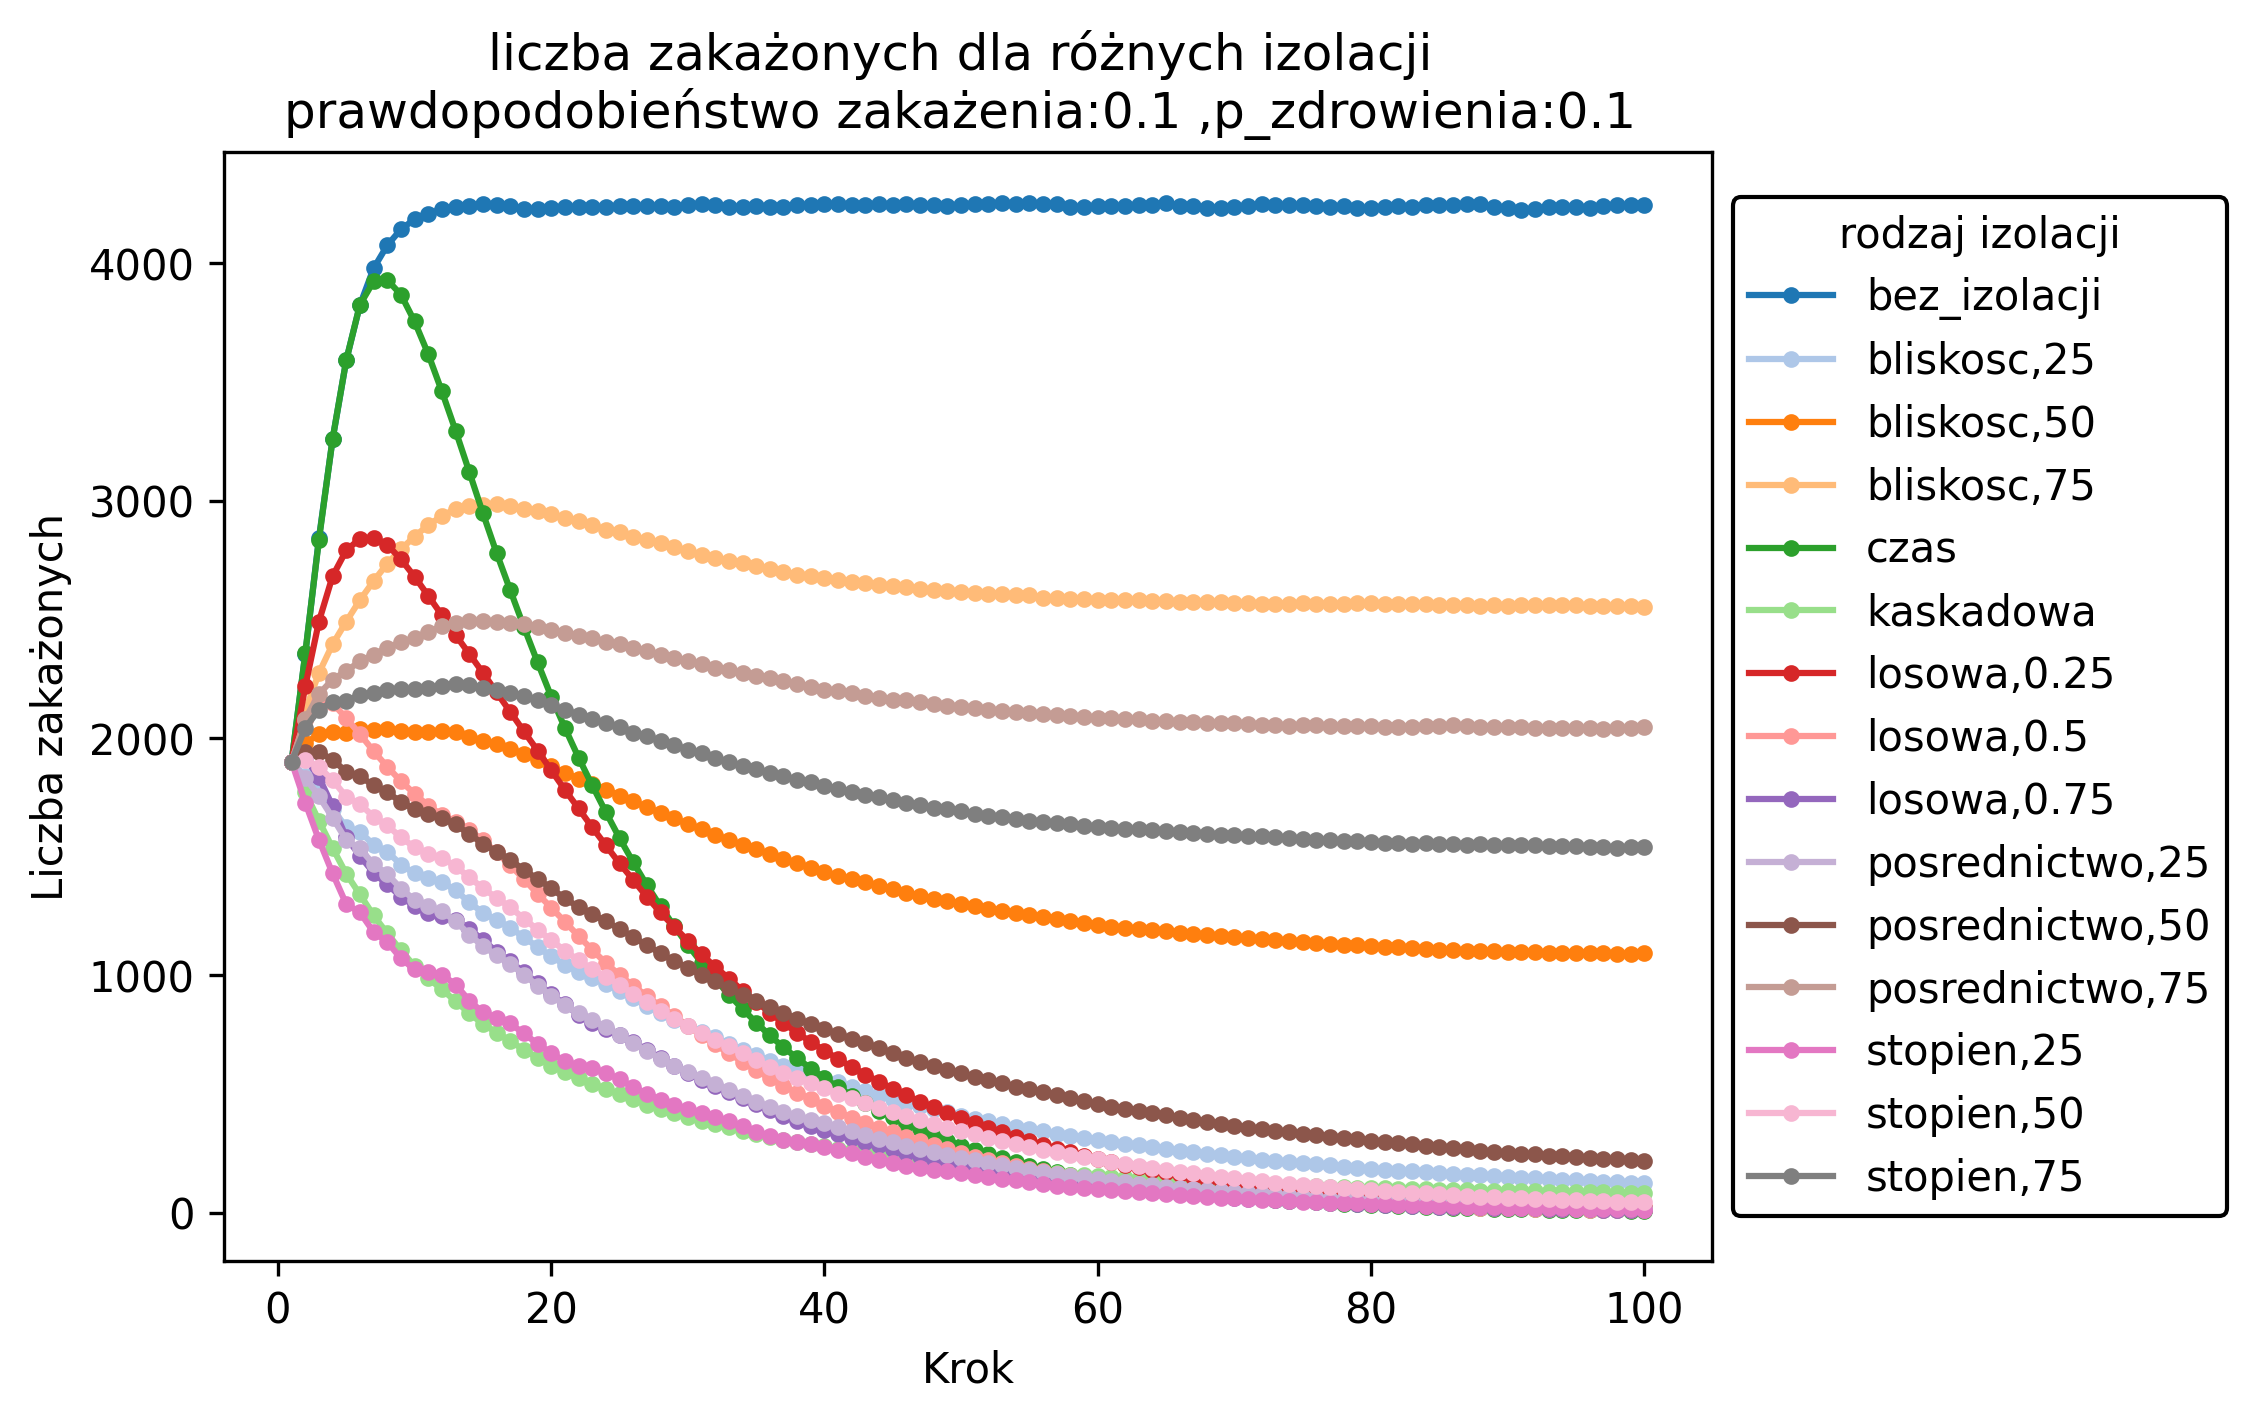 liczba zakażonych dla różnych izolacji
prawdopodobieństwo zakażenia:0.1 ,p_zdrowienia:0.1
Liczba zakażonych
4000
3000
2000
1000
0
0 20 40 60 80 100
Krok
rodzaj izolacji
bez_izolacji
bliskosc,25
bliskosc,50
bliskosc,75
czas
kaskadowa
losowa,0.25
losowa,0.5
losowa,0.75
posrednictwo,25
posrednictwo,50
posrednictwo,75
stopien,25
stopien,50
stopien,75